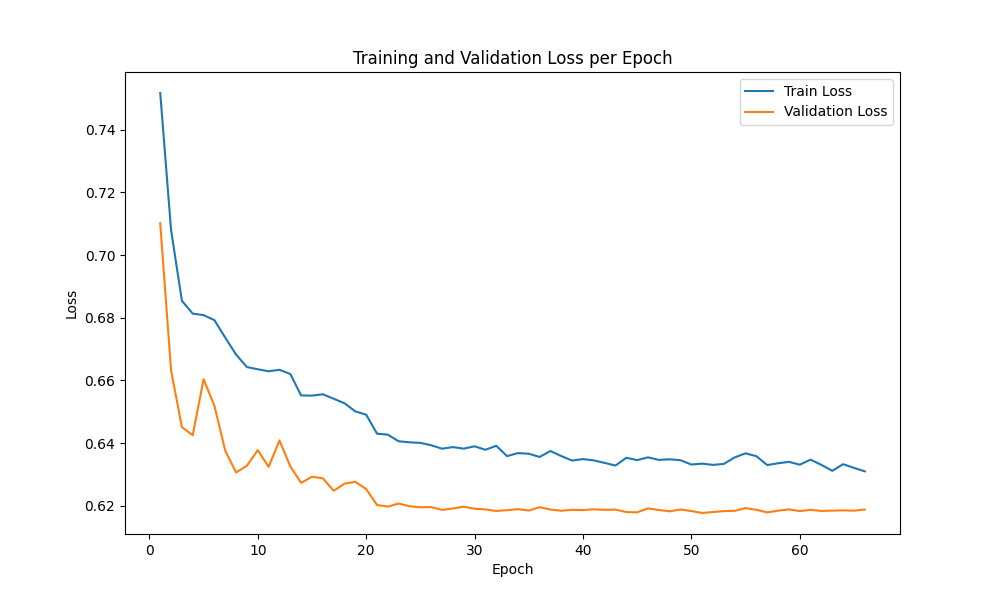 Training and Validation Loss per Epoch
Train Loss
Validation Loss
0.74
0.72
0.70
0.68
0.66
0.64
0.62
Loss
0 10 20 30 40 50 60
Epoch